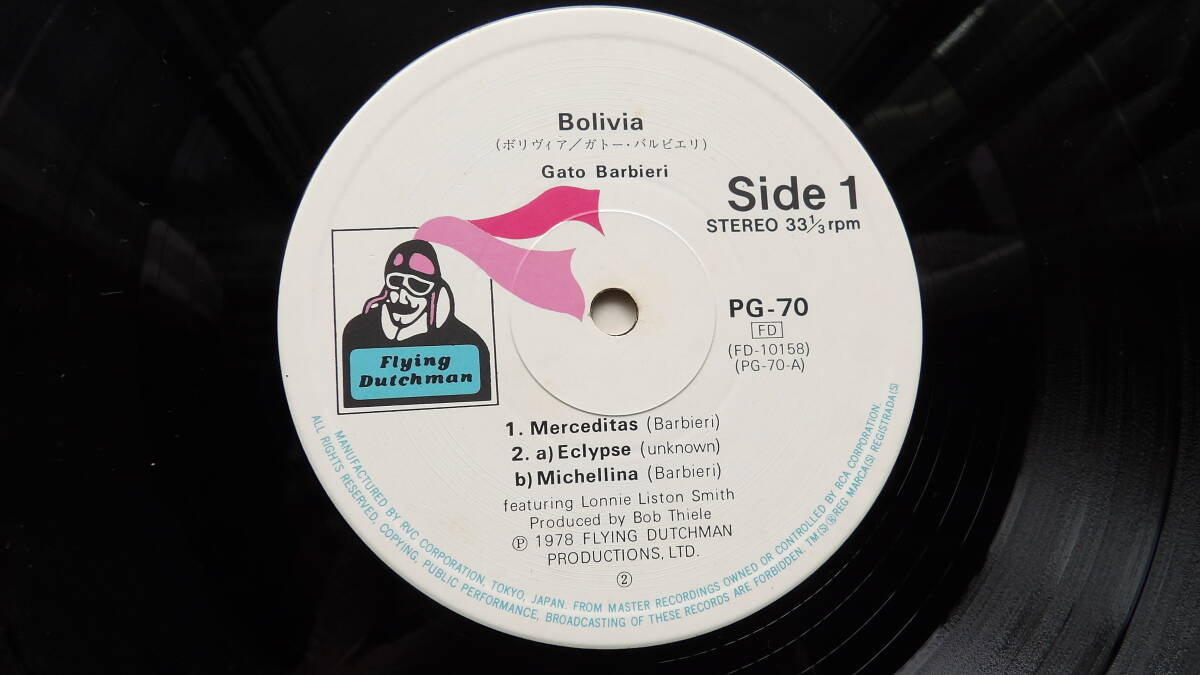 Bolivia
(ボリヴィア/ガトー・バルビエリ)
Gato Barbieri
Side 1
STEREO 33 1/3 rpm
Flying
Dutchman
PG-70
FD
(FD-10158)
(PG-70-A)
1. Merceditas (Barbieri)
2. a) Eclypse (unknown)
b) Michellina (Barbieri)
featuring Lonnie Liston Smith
Produced by Bob Thiele
Ⓟ 1978 FLYING DUTCHMAN
PRODUCTIONS, LTD.
②
MANUFACTURED BY RVC CORPORATION, TOKYO, JAPAN. FROM MASTER RECORDINGS OWNED OR CONTROLLED BY RCA CORPORATION.
ALL RIGHTS RESERVED. COPYING, PUBLIC PERFORMANCE, BROADCASTING OF THESE RECORDS ARE FORBIDDEN. TM(S)®REG MARCA(S) REGISTRADA(S)